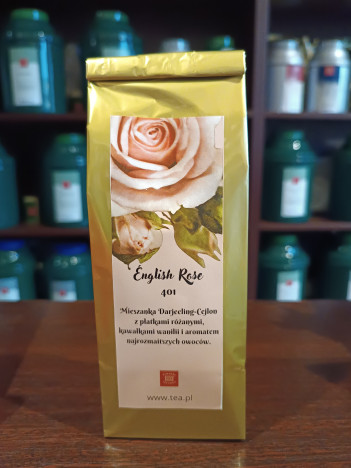 English Rose
401
Mieszanka Darjeeling-Cejlon
z płatkami różanymi,
kawałkami wanilii i aromatem
najrozmaitszych owoców.
www.tea.pl